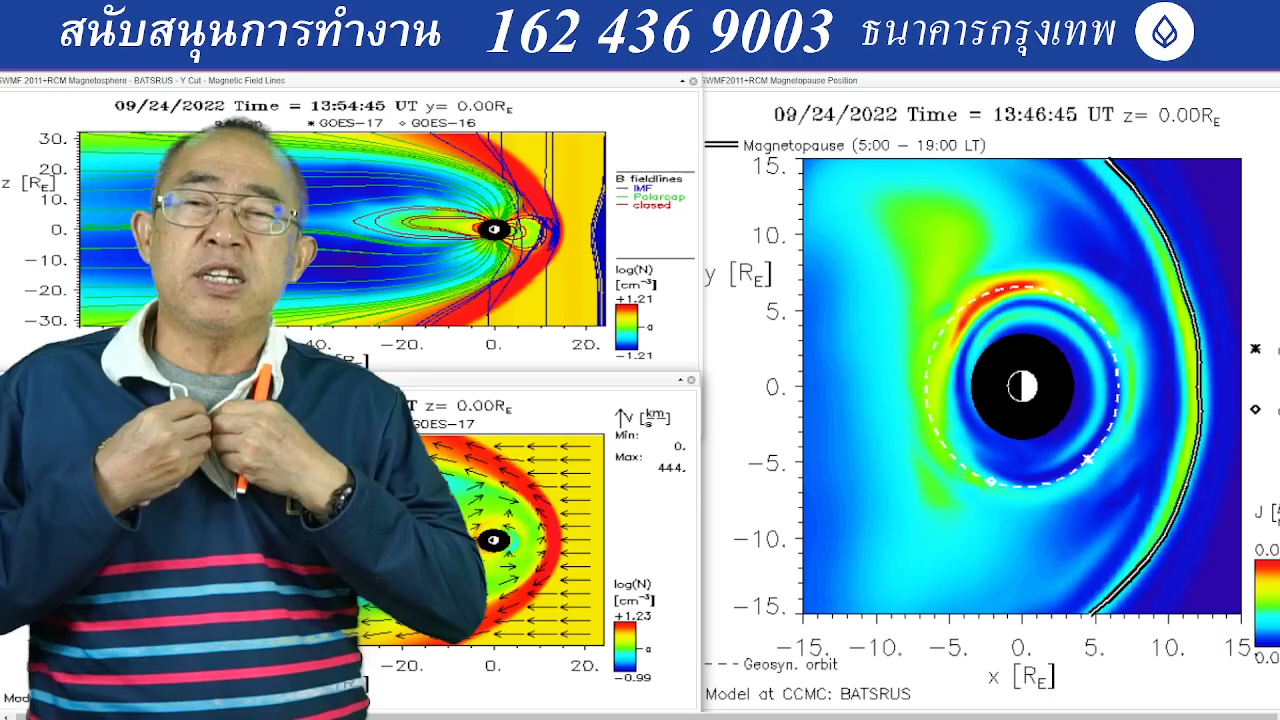 สนับสนุนการทำงาน 162 436 9003 ธนาคารกรุงเทพ
SWMF 2011+RCM Magnetosphere - BATSRUS - Y Cut - Magnetic Field Lines
09/24/2022 Time = 13:54:45 UT y= 0.00RE
GOES-17 GOES-16
30.
20.
10.
0.
-10.
-20.
-30.
z [RE]
-20. 0. 20.
B fieldlines
IMF
Polarcap
closed
log(N)
[cm-3]
+1.21
-1.21
T z= 0.00RE
GOES-17
V [km/s]
Min:
0.
Max:
444.
log(N)
[cm-3]
+1.23
-0.99
-20. 0. 20.
SWMF2011+RCM Magnetopause Position
09/24/2022 Time = 13:46:45 UT z= 0.00RE
Magnetopause (5:00 – 19:00 LT)
15.
10.
5.
0.
-5.
-10.
-15.
y [RE]
-15. -10. -5. 0. 5. 10. 15
x [RE]
Geosyn. orbit
Model at CCMC: BATSRUS